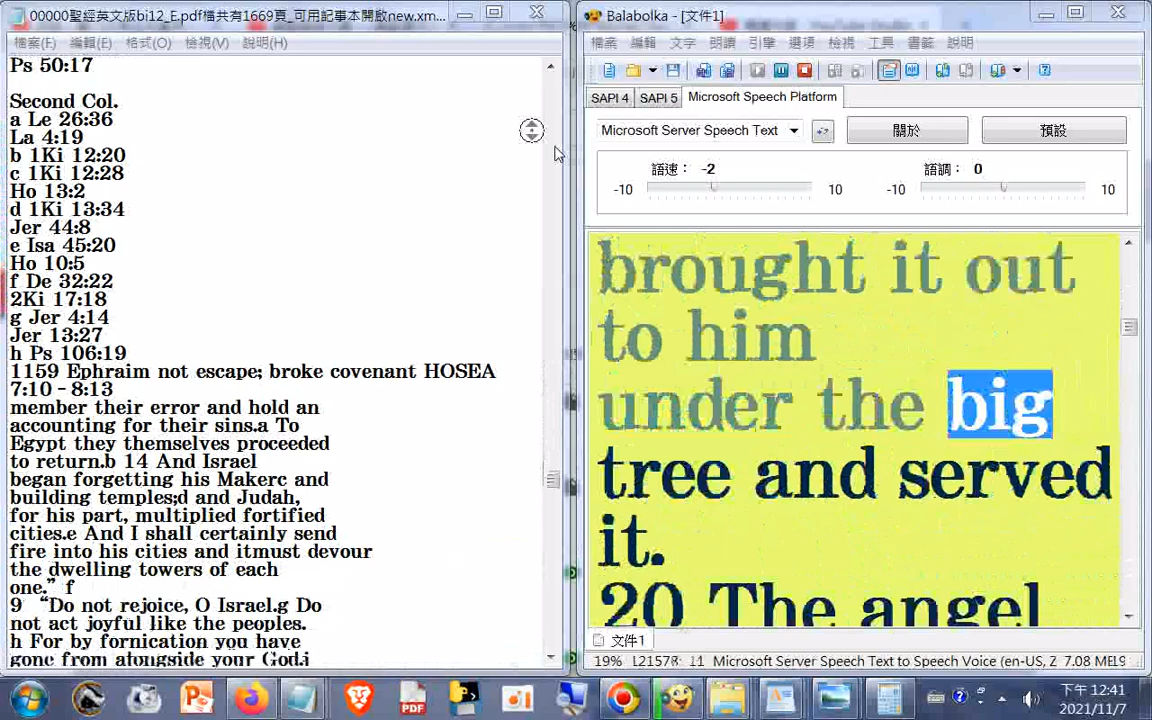 00000聖經英文版bi12_E.pdf檔共有1669頁_可用記事本開啟new.xm...
檔案(F) 編輯(E) 格式(O) 檢視(V) 說明(H)
Ps 50:17
Second Col.
a Le 26:36
La 4:19
b 1Ki 12:20
c 1Ki 12:28
Ho 13:2
d 1Ki 13:34
Jer 44:8
e Isa 45:20
Ho 10:5
f De 32:22
2Ki 17:18
g Jer 4:14
Jer 13:27
h Ps 106:19
1159 Ephraim not escape; broke covenant HOSEA
7:10 - 8:13
member their error and hold an
accounting for their sins.a To
Egypt they themselves proceeded
to return.b 14 And Israel
began forgetting his Makerc and
building temples;d and Judah,
for his part, multiplied fortified
cities.e And I shall certainly send
fire into his cities and itmust devour
the dwelling towers of each
one.” f
9 “Do not rejoice, O Israel.g Do
not act joyful like the peoples.
h For by fornication you have
gone from alongside your God.i
Balabolka - [文件1]
檔案 編輯 文字 朗讀 引擎 選項 檢視 工具 書籤 說明
SAPI 4 SAPI 5 Microsoft Speech Platform
Microsoft Server Speech Text 關於 預設
語速： -2 語調： 0
-10 10 -10 10
brought it out
to him
under the big
tree and served
it.
20 The angel
文件1
19% L2157: 11 Microsoft Server Speech Text to Speech Voice (en-US, Z 7.08 ME
PDF
下午 12:41
2021/11/7